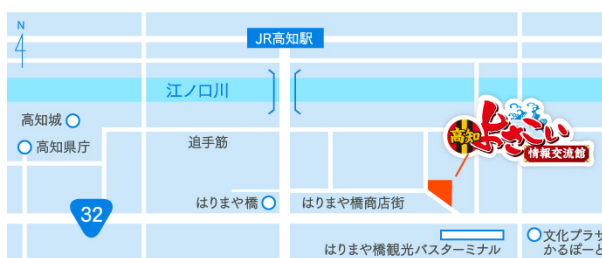 N
JR高知駅
江ノ口川
高知城
高知県庁
追手筋
高知
よさこい
情報交流館
はりまや橋
はりまや橋商店街
32
はりまや橋観光バスターミナル
文化プラザ
かるぽーと